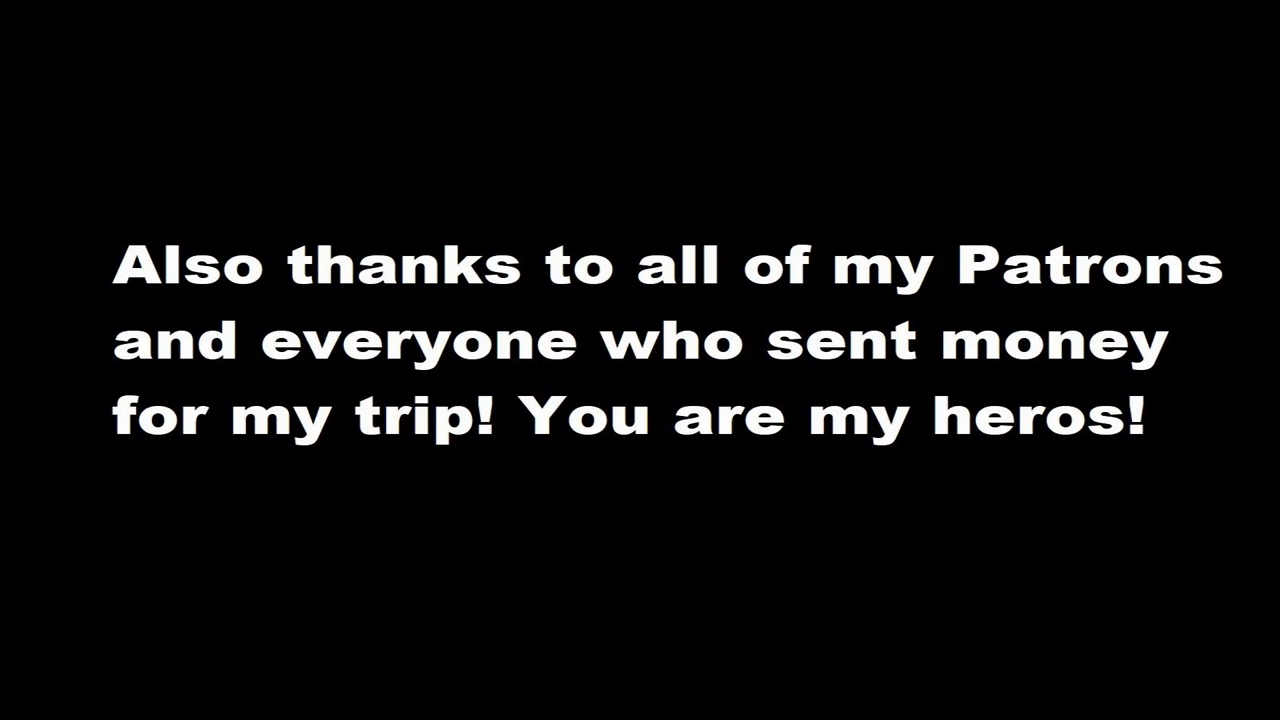 Also thanks to all of my Patrons
and everyone who sent money
for my trip! You are my heros!